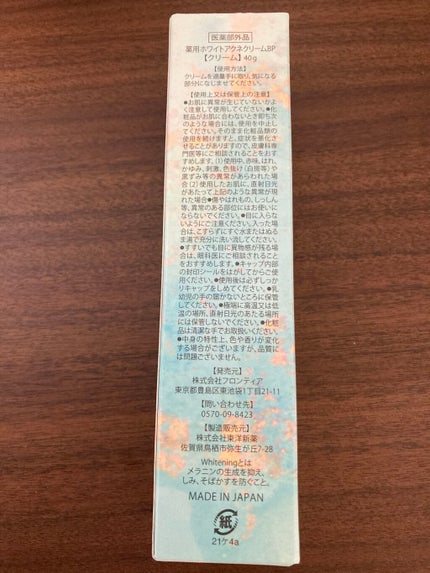 医薬部外品
薬用ホワイトアクネクリームBP
【クリーム】40g
【使用方法】
クリームを適量手に取り、気になる
部分になじませてください。
【使用上又は保管上の注意】
●お肌に異常が生じていないかよ
く注意して使用してください。●化
粧品がお肌に合わないとき即ち次
のような場合には、使用を中止し
てください。そのまま化粧品類の
使用を続けますと、症状を悪化さ
せることがありますので、皮膚科専
門医等にご相談されることをおす
すめします。(1)使用中、赤味、はれ、
かゆみ、刺激、色抜け(白斑等)や
黒ずみ等の異常があらわれた場
合(2)使用したお肌に、直射日光
があたって上記のような異常が現
れた場合●傷やはれもの、しっしん
等、異常のある部位にはお使いに
ならないでください。●目に入らな
いようにご注意ください。入った場
合は、こすらずにすぐ水またはぬる
ま湯で充分に洗い流してください。
●すすいでも目に異物感が残る場
合は、眼科医にご相談されること
をおすすめします。●キャップ内部
の封印シールをはがしてからご使
用ください。●使用後は必ずしっか
りキャップをしめてください。●乳
幼児の手の届かないところに保管
してください。●極端に高温又は低
温の場所、直射日光のあたる場所
には保管しないでください。●化粧
品は清潔な手でお取扱いください。
●中身の特性上、色や香りが変化
する場合がございますが、品質に
は問題ございません。
【発売元】
株式会社フロンティア
東京都豊島区東池袋1丁目21-11
【問い合わせ先】
0570-09-8423
【製造販売元】
株式会社東洋新薬
佐賀県鳥栖市弥生が丘7-28
Whiteningとは
メラニンの生成を抑え、
しみ、そばかすを防ぐこと。
MADE IN JAPAN
紙
21ケ4a